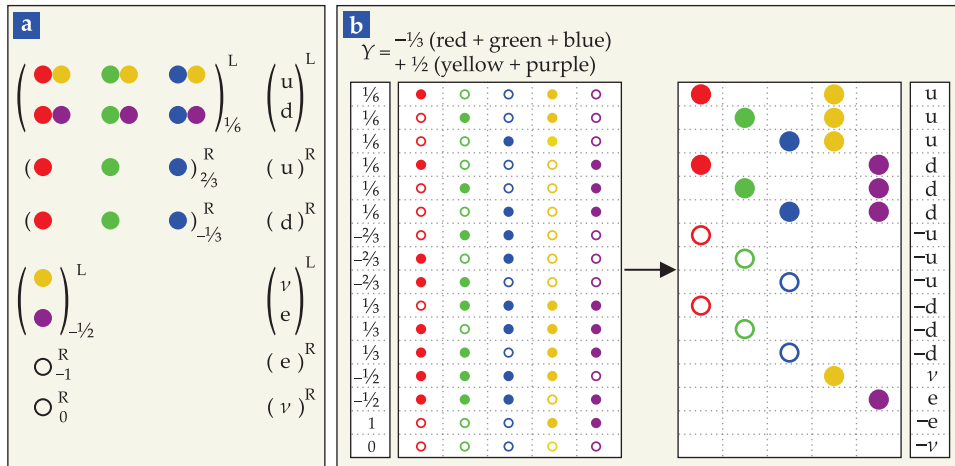 a
L
L
u
d
1/6
R
2/3
( u )R
R
-1/3
( d )R
L
L
ν
e
-1/2
R
-1
( e )R
R
0
( ν )R
b
Y = -1/3 (red + green + blue)
+ 1/2 (yellow + purple)
1/6 u
1/6 u
1/6 u
1/6 d
1/6 d
1/6 d
-2/3 -u
-2/3 -u
-2/3 -u
1/3 -d
1/3 -d
1/3 -d
-1/2 ν
-1/2 e
1 -e
0 -ν